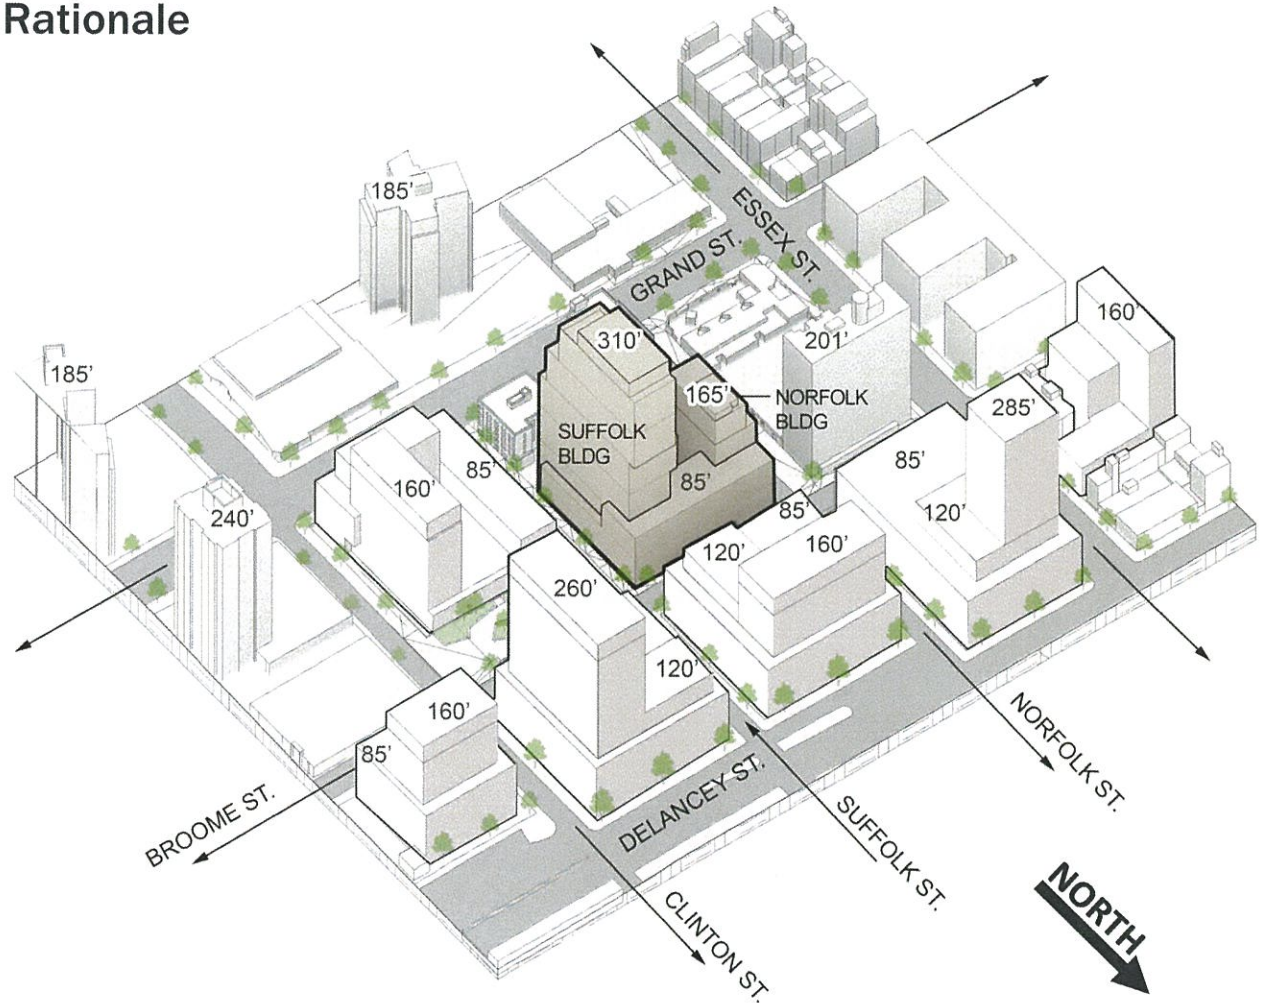 Rationale
185'
ESSEX ST.
GRAND ST.
160'
310'
201'
185'
165'
NORFOLK
BLDG
285'
SUFFOLK
BLDG
85'
85'
160'
85'
85'
120'
240'
120'
160'
260'
120'
160'
85'
NORFOLK ST.
DELANCEY ST.
BROOME ST.
SUFFOLK ST.
CLINTON ST.
NORTH